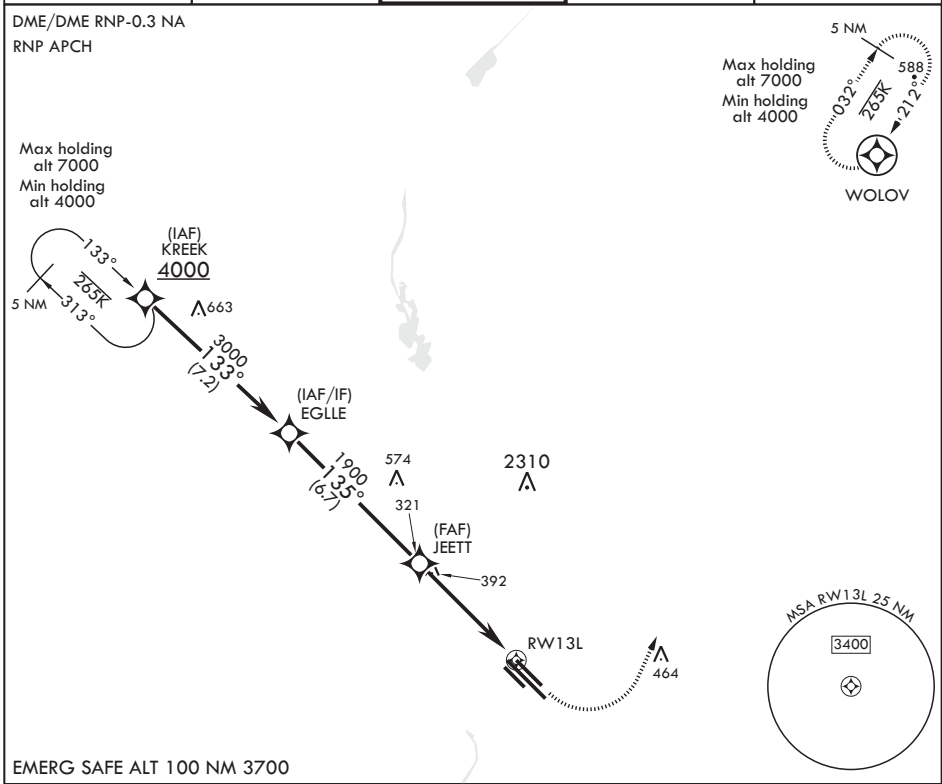 DME/DME RNP-0.3 NA
RNP APCH
5 NM
588
Max holding
alt 7000
Min holding
alt 4000
032°
265K
212°
WOLOV
Max holding
alt 7000
Min holding
alt 4000
(IAF)
KREEK
4000
133°
265K
313°
5 NM
663
3000
133°
(7.2)
(IAF/IF)
EGLLE
1900
135°
(6.7)
574
2310
321
(FAF)
JEETT
392
RW13L
464
MSA RW13L 25 NM
3400
EMERG SAFE ALT 100 NM 3700